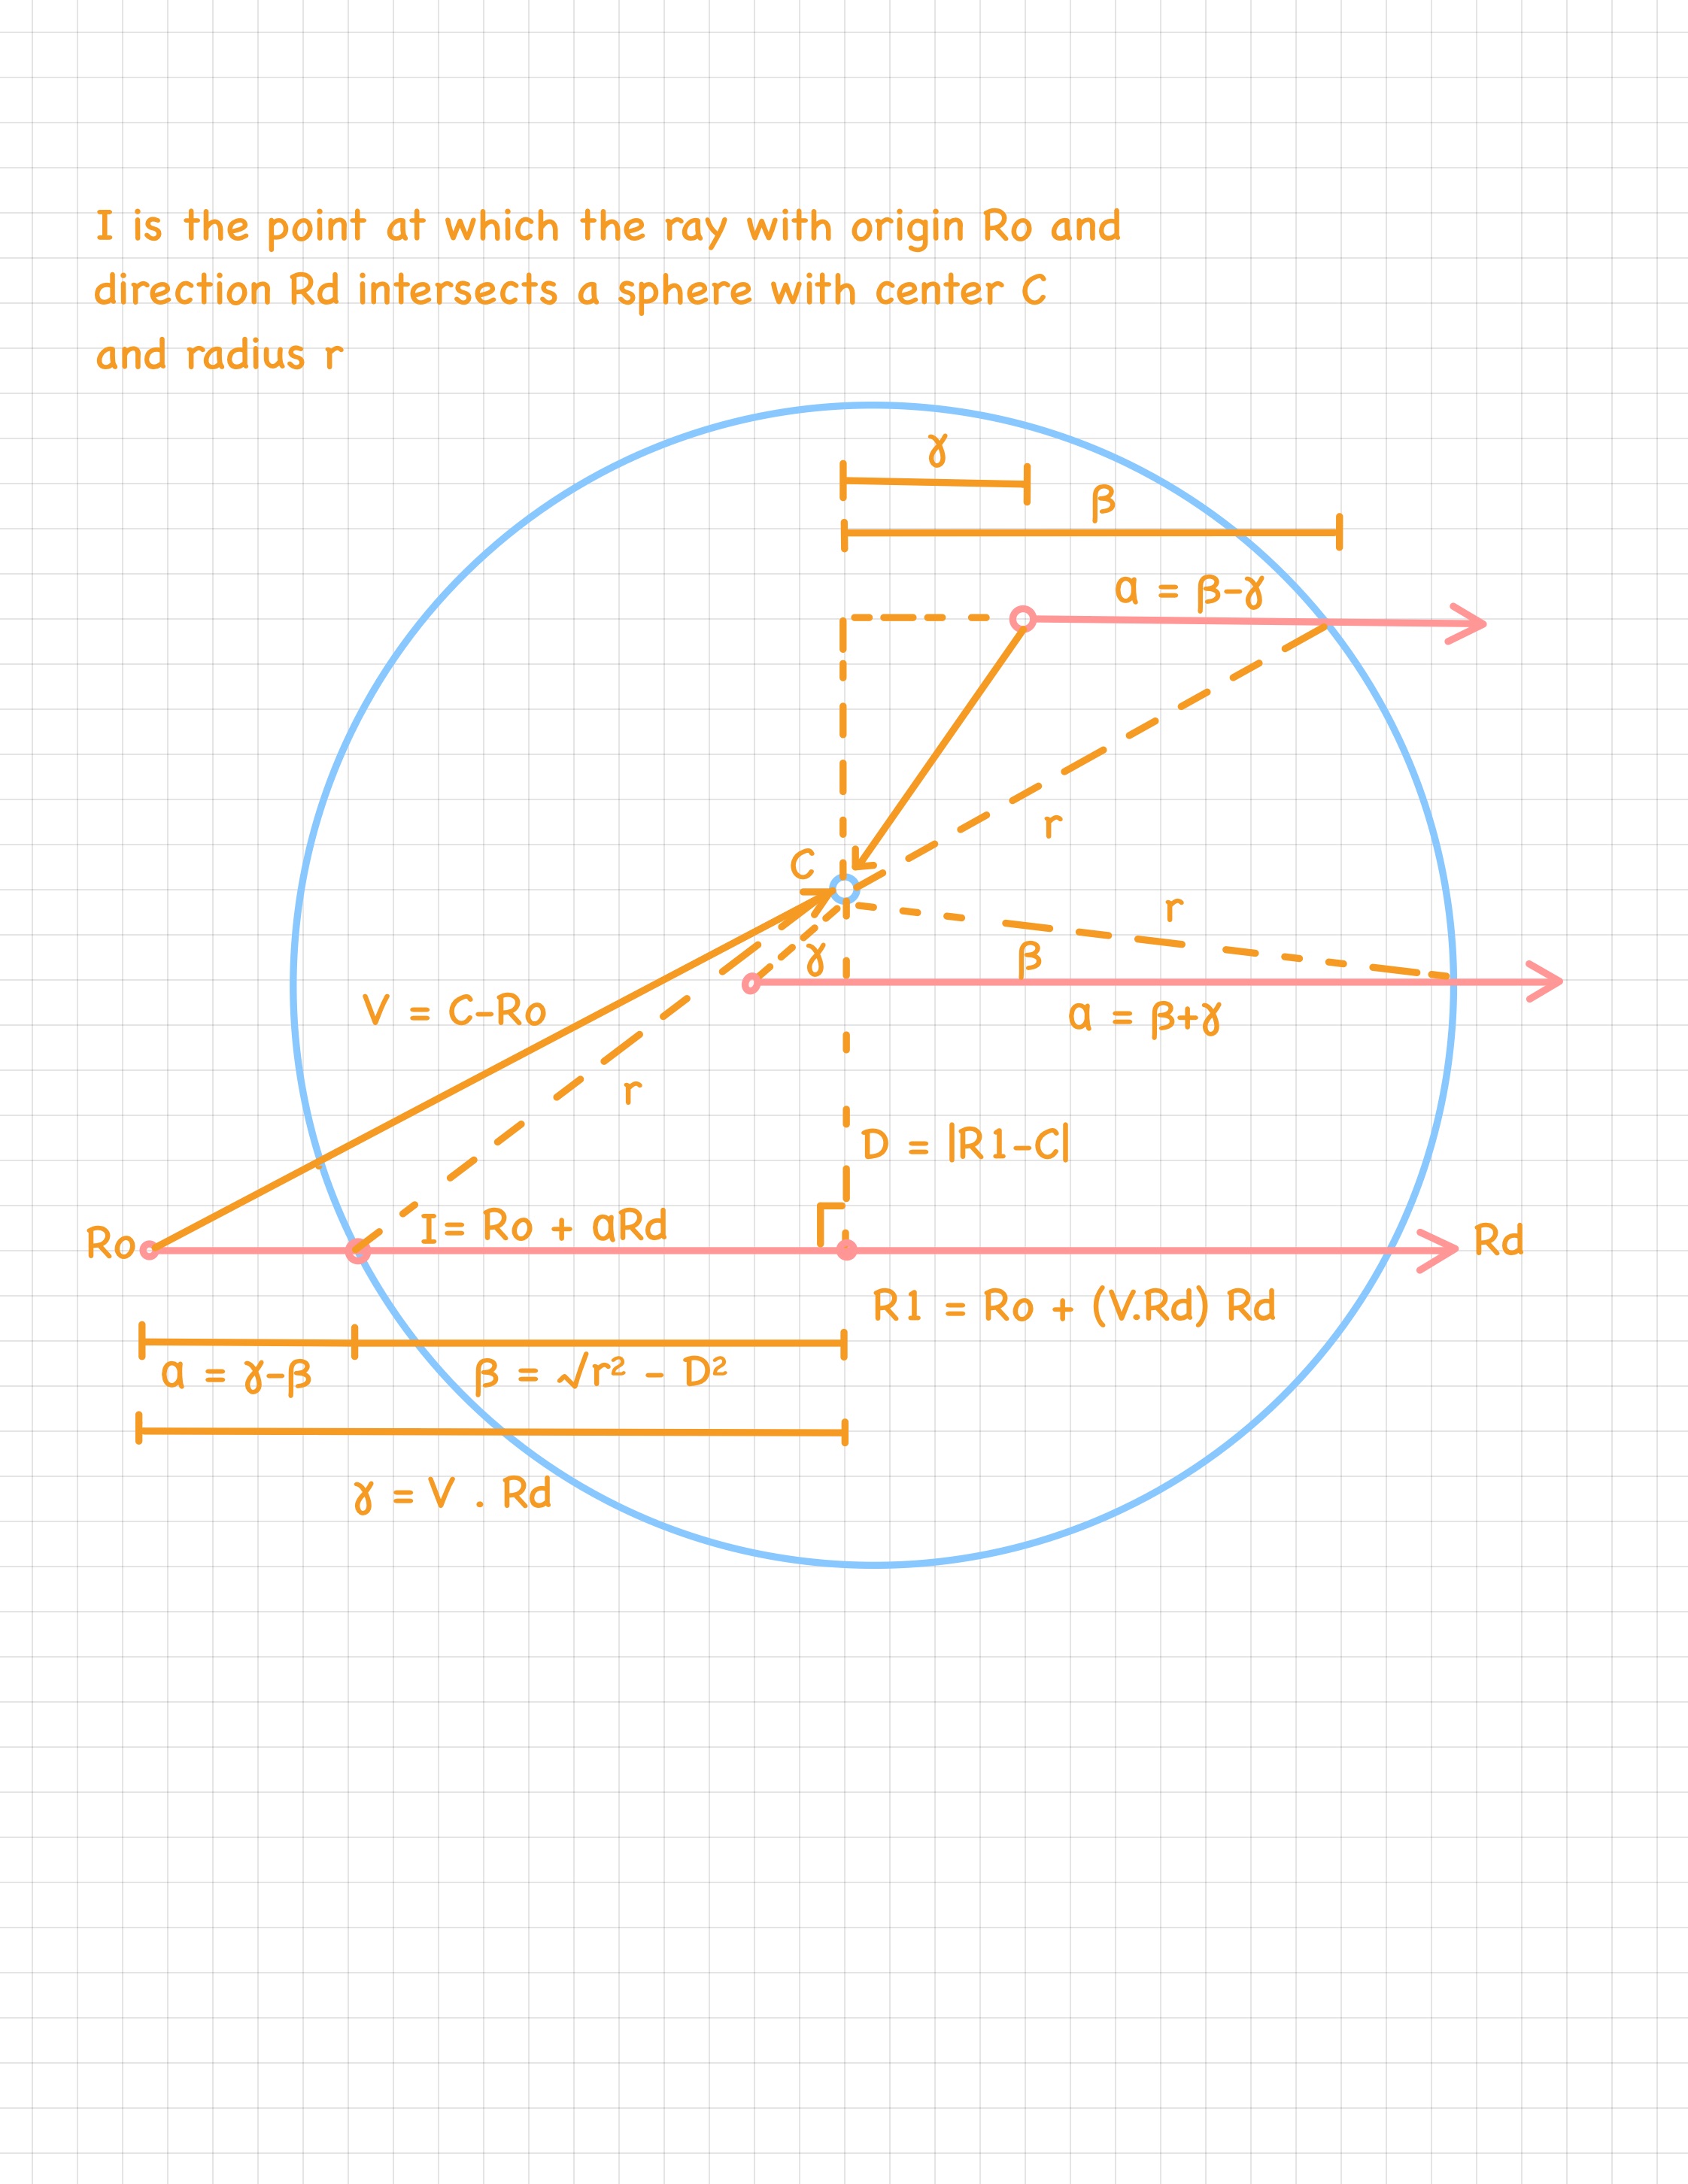 I is the point at which the ray with origin Ro and
direction Rd intersects a sphere with center C
and radius r
γ
β
α = β-γ
r
C
r
γ
β
V = C-Ro
α = β+γ
r
D = |R1-C|
I= Ro + αRd
Ro
Rd
R1 = Ro + (V.Rd) Rd
α = γ-β
β = √r² - D²
γ = V . Rd